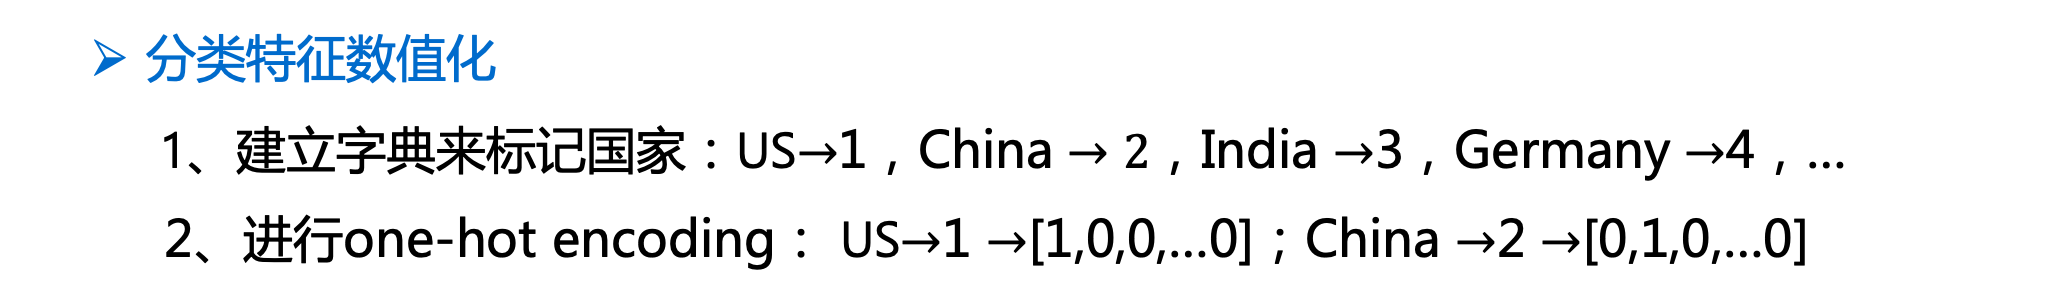 ➢ 分类特征数值化
1、建立字典来标记国家：US→1，China → 2，India →3，Germany →4，...
2、进行one-hot encoding： US→1 →[1,0,0,...0]；China →2 →[0,1,0,...0]